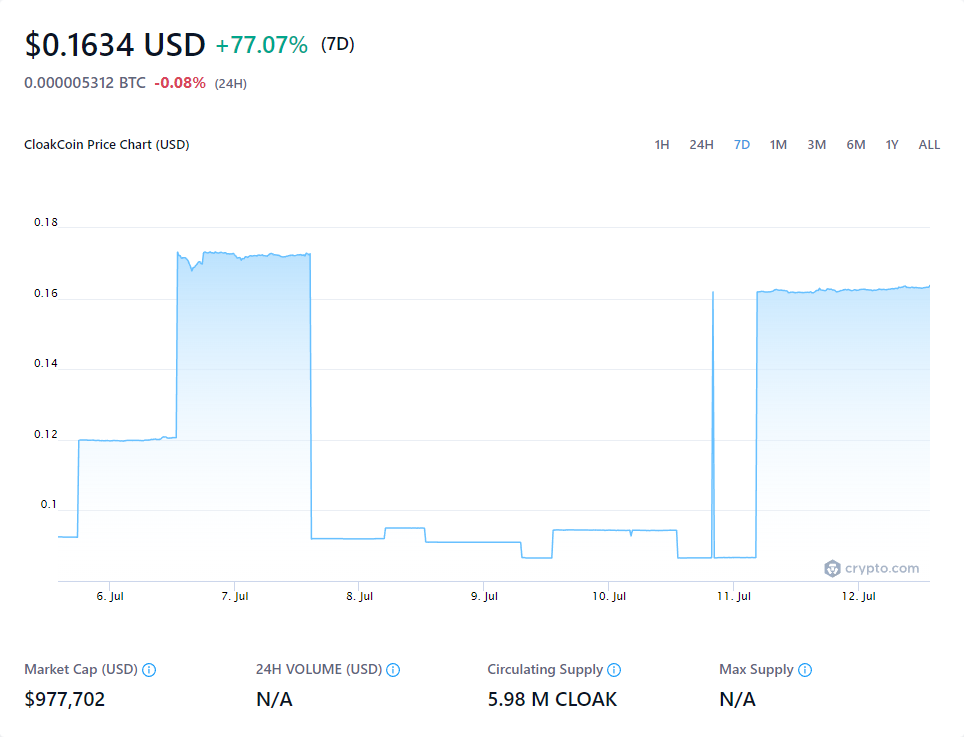 $0.1634 USD +77.07% (7D)
0.000005312 BTC -0.08% (24H)
CloakCoin Price Chart (USD) 1H 24H 7D 1M 3M 6M 1Y ALL
0.18
0.16
0.14
0.12
0.1
crypto.com
6. Jul 7. Jul 8. Jul 9. Jul 10. Jul 11. Jul 12. Jul
Market Cap (USD) 24H VOLUME (USD) Circulating Supply Max Supply
$977,702 N/A 5.98 M CLOAK N/A